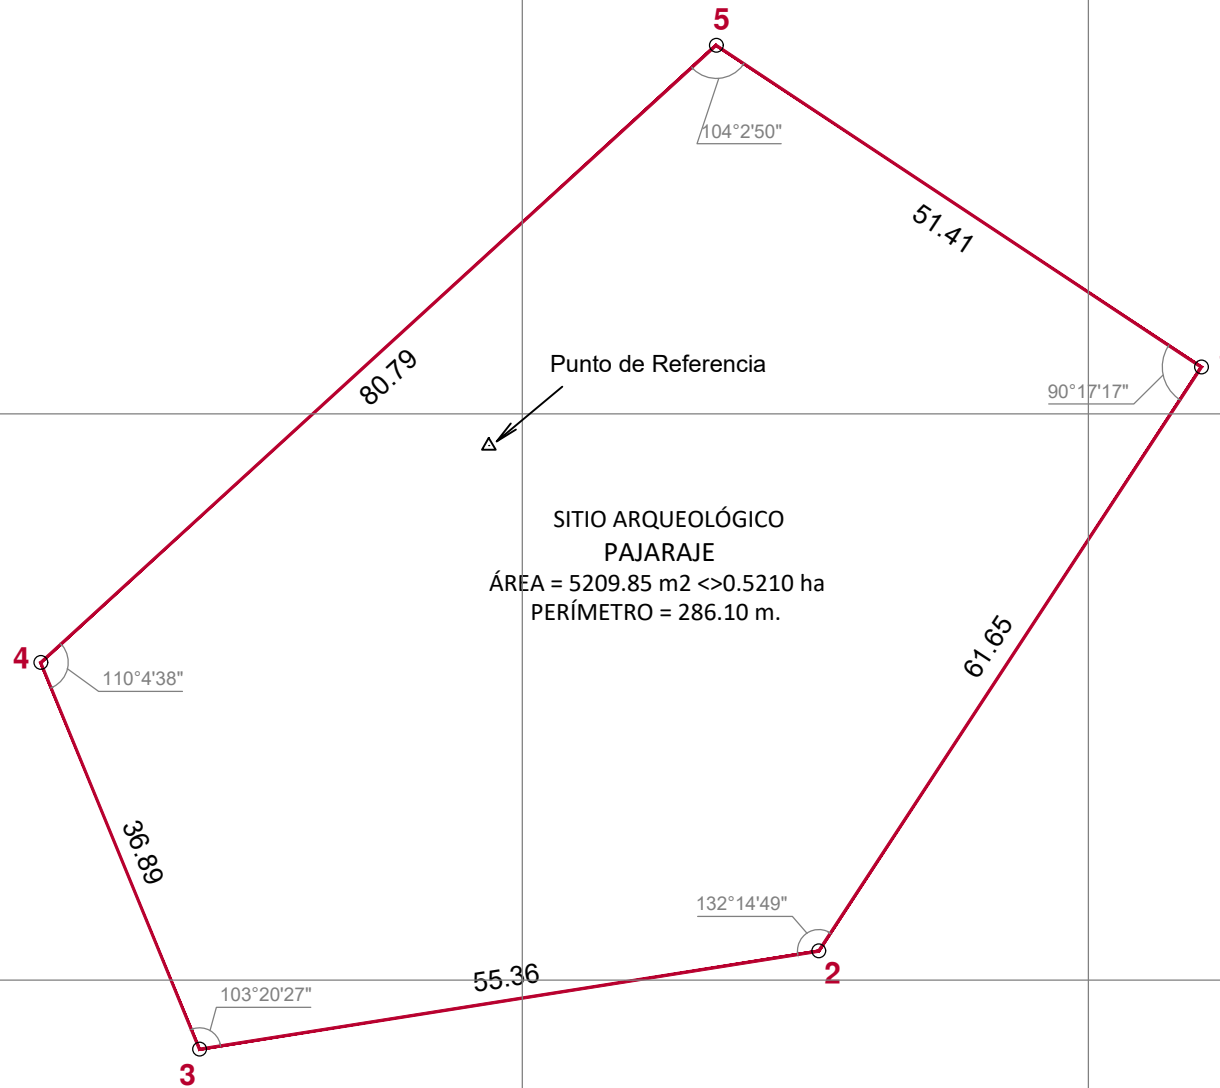 5
104°2'50"
51.41
80.79
Punto de Referencia
90°17'17"
SITIO ARQUEOLÓGICO
PAJARAJE
ÁREA = 5209.85 m2 <>0.5210 ha
PERÍMETRO = 286.10 m.
61.65
4
110°4'38"
36.89
132°14'49"
2
55.36
103°20'27"
3